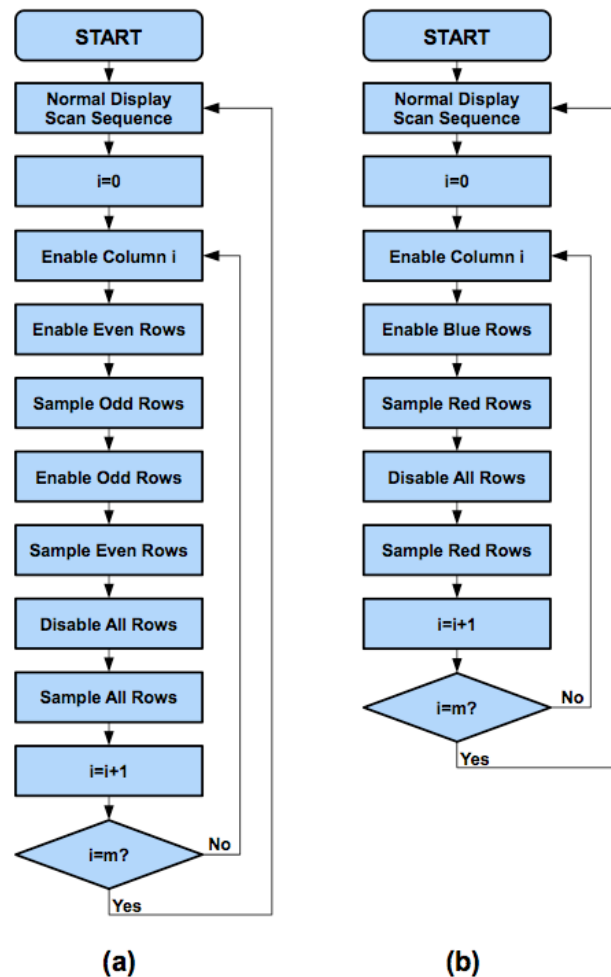 START
Normal Display
Scan Sequence
i=0
Enable Column i
Enable Even Rows
Sample Odd Rows
Enable Odd Rows
Sample Even Rows
Disable All Rows
Sample All Rows
i=i+1
i=m?
No
Yes
(a)
START
Normal Display
Scan Sequence
i=0
Enable Column i
Enable Blue Rows
Sample Red Rows
Disable All Rows
Sample Red Rows
i=i+1
i=m?
No
Yes
(b)